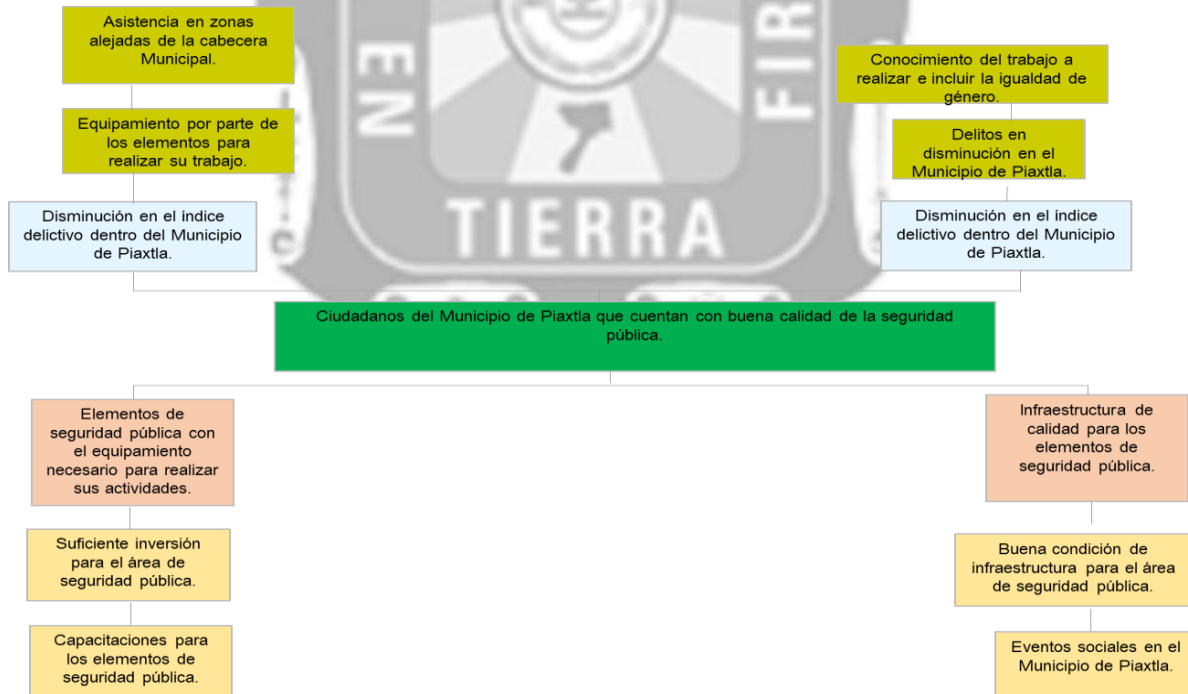 Asistencia en zonas
alejadas de la cabecera
Municipal.
Conocimiento del trabajo a
realizar e incluir la igualdad de
género.
Equipamiento por parte de
los elementos para
realizar su trabajo.
Delitos en
disminución en el
Municipio de Piaxtla.
Disminución en el índice
delictivo dentro del Municipio
de Piaxtla.
Disminución en el índice
delictivo dentro del Municipio
de Piaxtla.
EN
TIERRA
FIR
Ciudadanos del Municipio de Piaxtla que cuentan con buena calidad de la seguridad
pública.
Elementos de
seguridad pública con
el equipamiento
necesario para realizar
sus actividades.
Infraestructura de
calidad para los
elementos de
seguridad pública.
Suficiente inversión
para el área de
seguridad pública.
Buena condición de
infraestructura para el área
de seguridad pública.
Capacitaciones para
los elementos de
seguridad pública.
Eventos sociales en el
Municipio de Piaxtla.